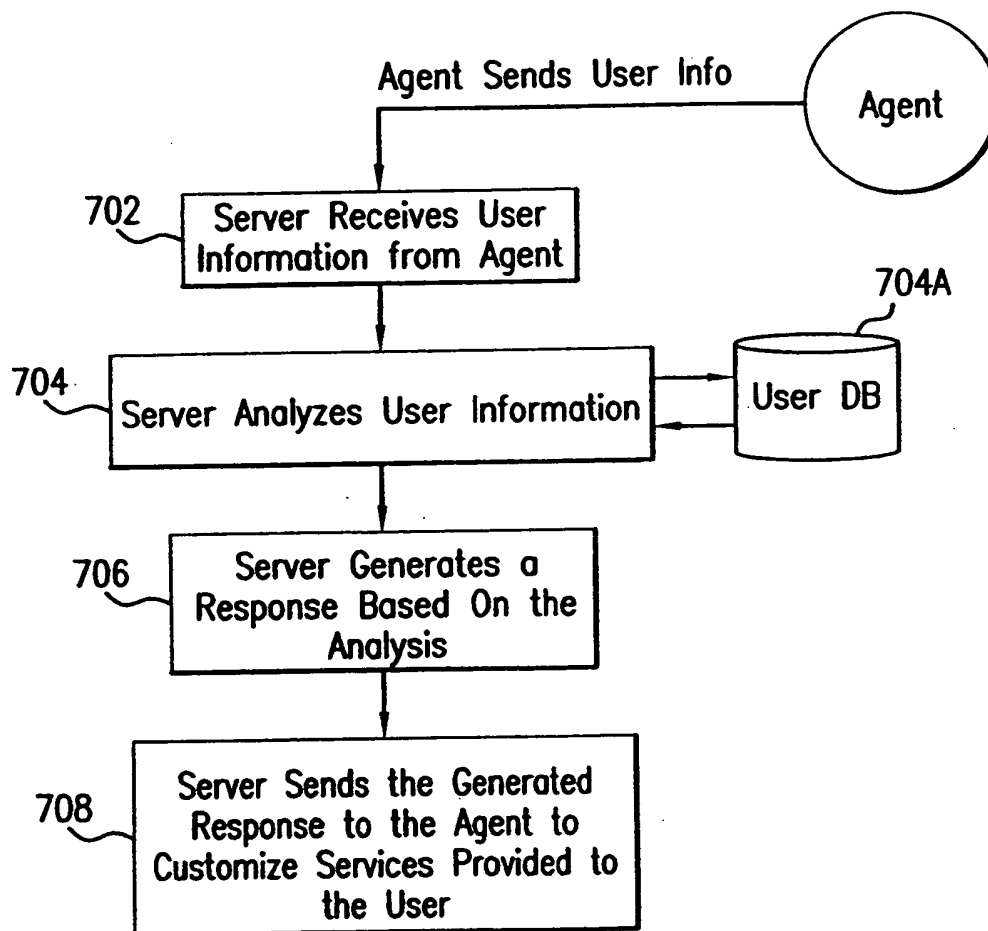 Agent Sends User Info
Agent
702
Server Receives User
Information from Agent
704A
704
Server Analyzes User Information
User DB
706
Server Generates a
Response Based On the
Analysis
708
Server Sends the Generated
Response to the Agent to
Customize Services Provided to
the User